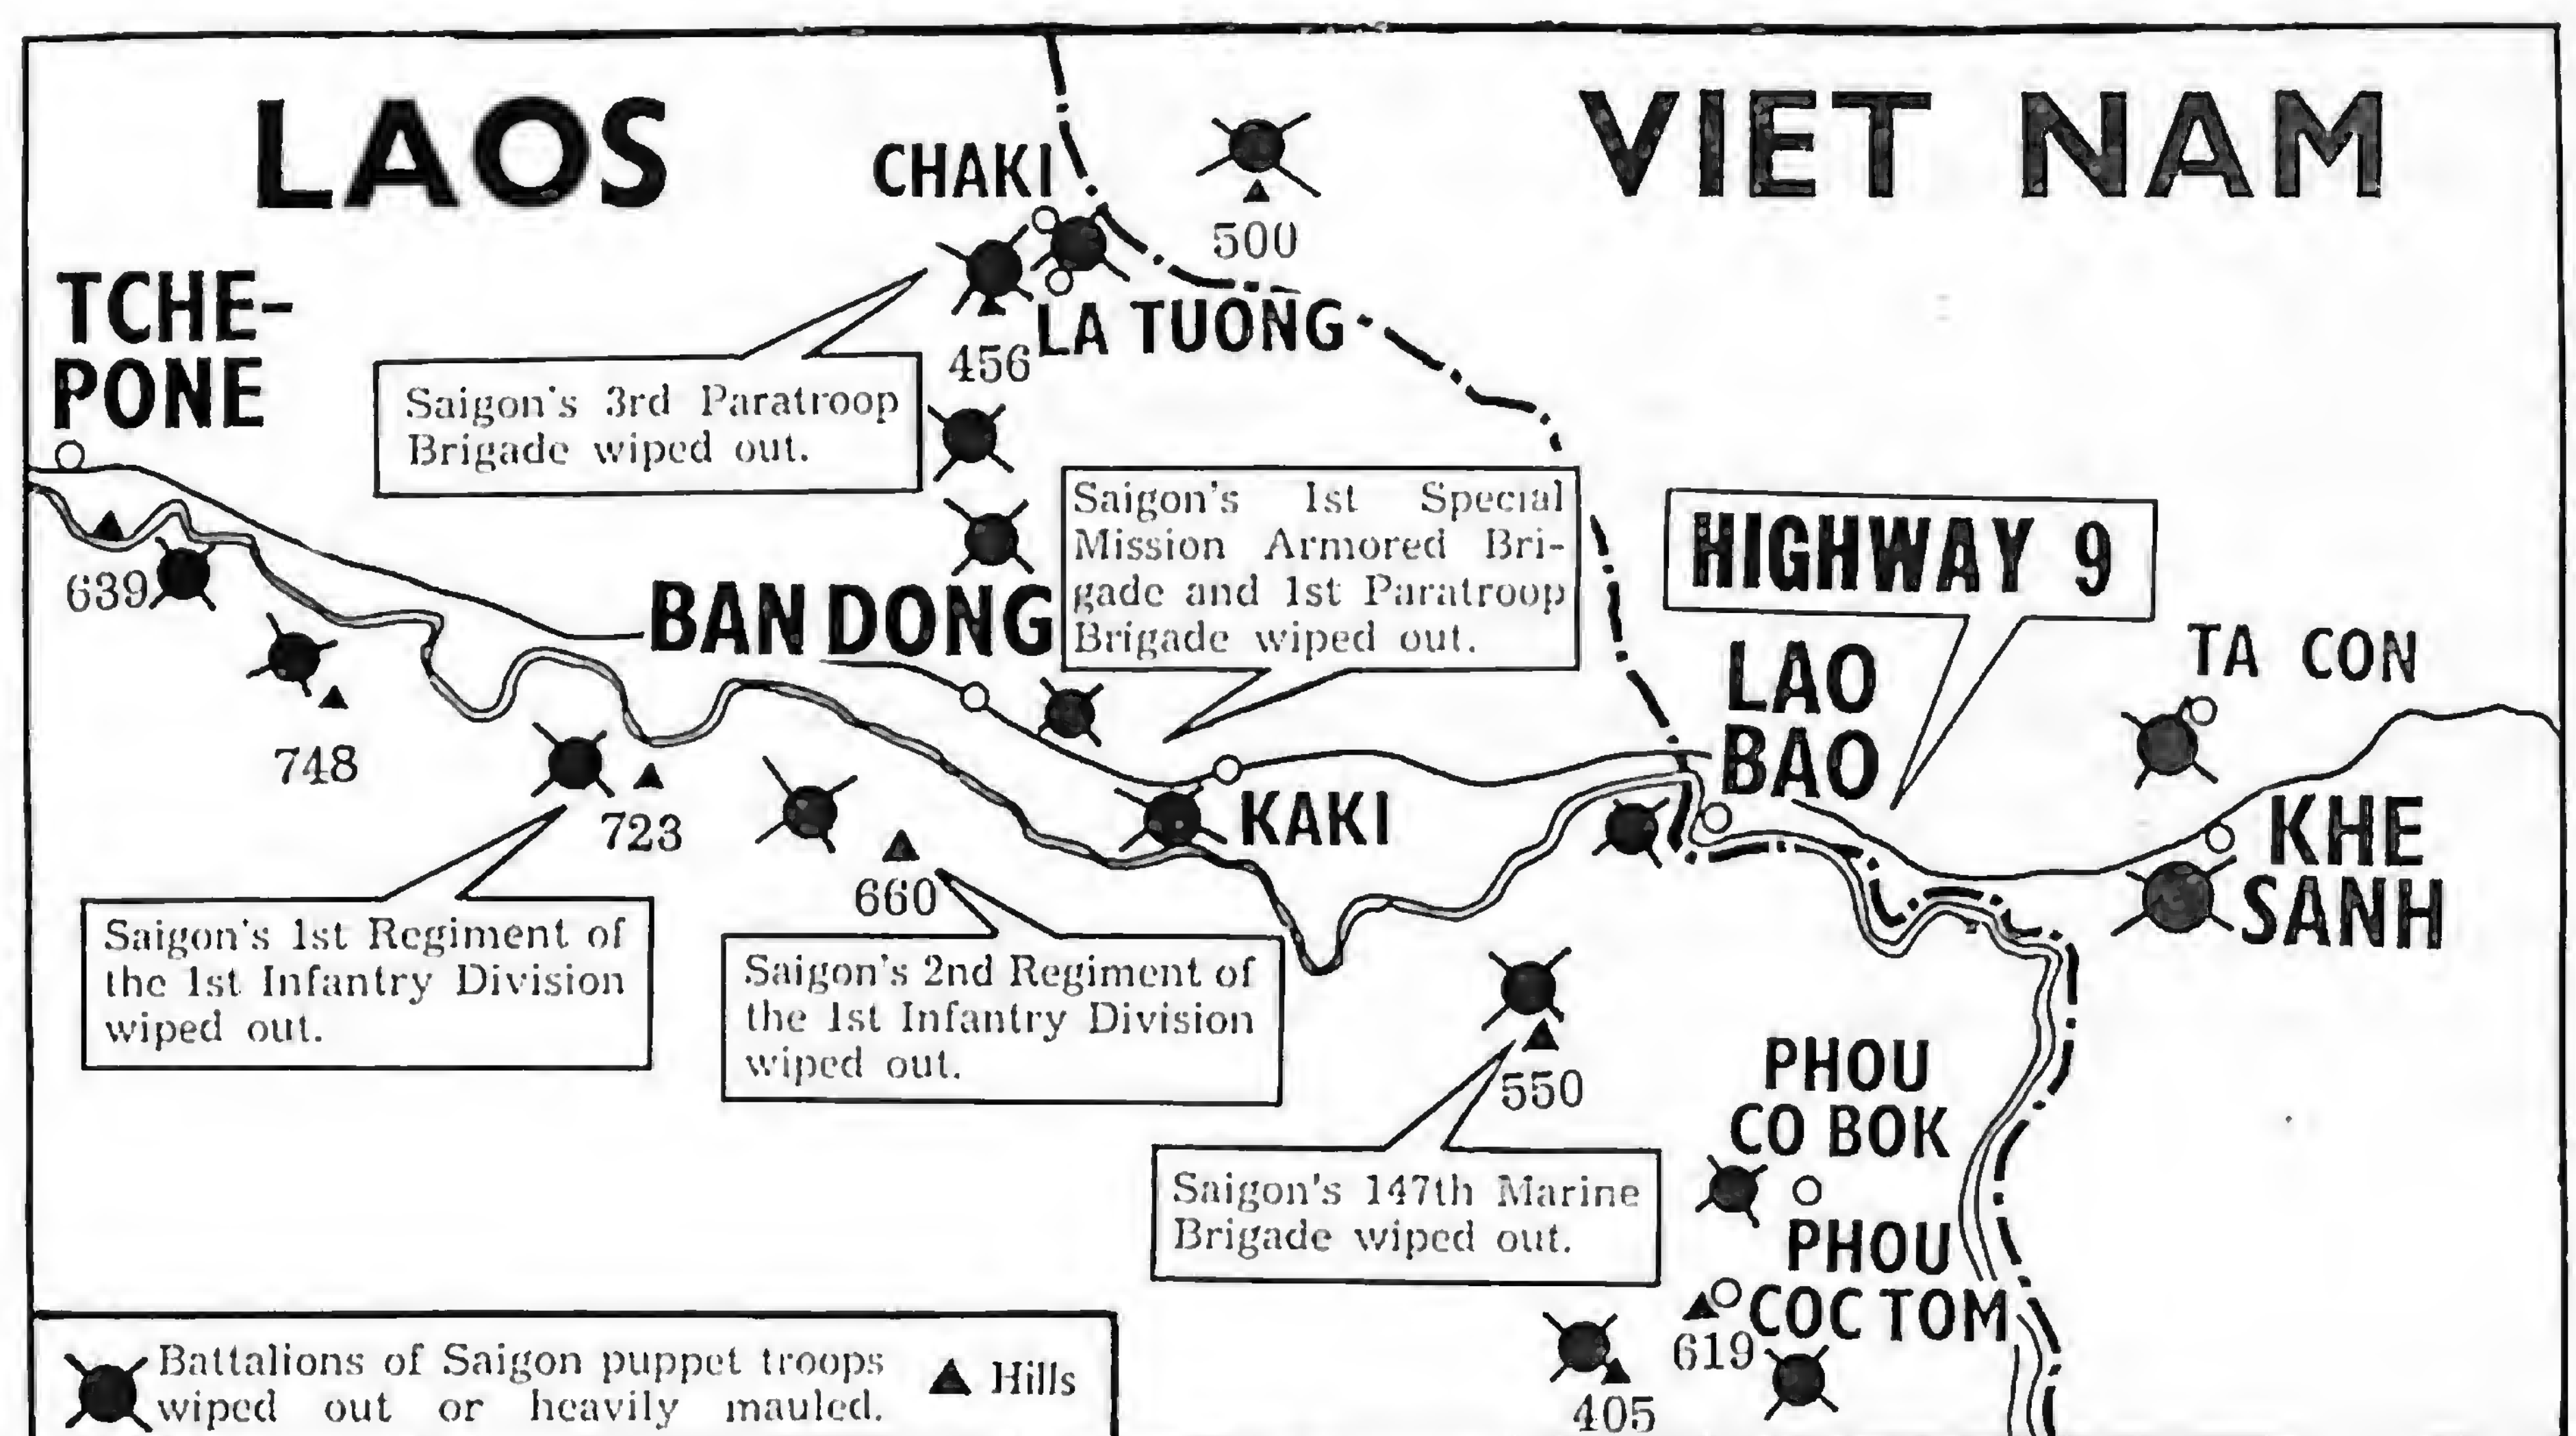 LAOS
VIET NAM
CHAKI
500
TCHE-
PONE
LA TUONG
456
Saigon's 3rd Paratroop
Brigade wiped out.
Saigon's 1st Special
Mission Armored Bri-
gade and 1st Paratroop
Brigade wiped out.
HIGHWAY 9
639
BAN DONG
TA CON
LAO
BAO
748
723
KAKI
KHE
SANH
660
Saigon's 1st Regiment of
the 1st Infantry Division
wiped out.
Saigon's 2nd Regiment of
the 1st Infantry Division
wiped out.
550
PHOU
CO BOK
Saigon's 147th Marine
Brigade wiped out.
PHOU
COC TOM
619
405
Battalions of Saigon puppet troops
wiped out or heavily mauled.
Hills